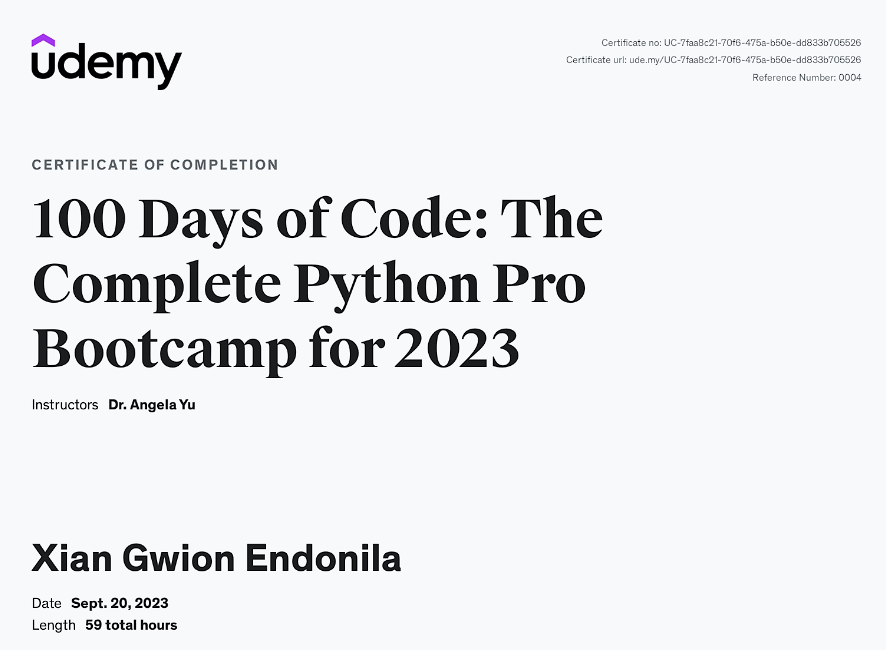 udemy
Certificate no: UC-7faa8c21-70f6-475a-b50e-dd833b705526
Certificate url: ude.my/UC-7faa8c21-70f6-475a-b50e-dd833b705526
Reference Number: 0004
CERTIFICATE OF COMPLETION
100 Days of Code: The
Complete Python Pro
Bootcamp for 2023
Instructors Dr. Angela Yu
Xian Gwion Endonila
Date Sept. 20, 2023
Length 59 total hours